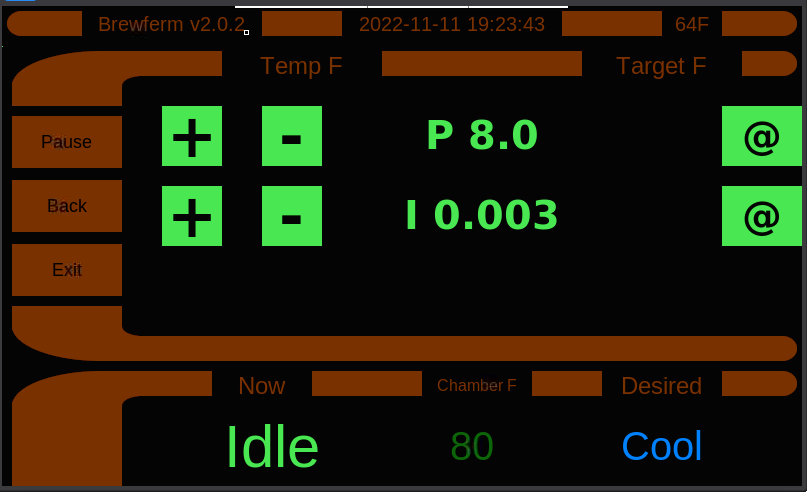 Brewferm v2.0.2 2022-11-11 19:23:43 64F
Temp F Target F
Pause + - P 8.0 @
Back + - I 0.003 @
Exit
Now Chamber F Desired
Idle 80 Cool